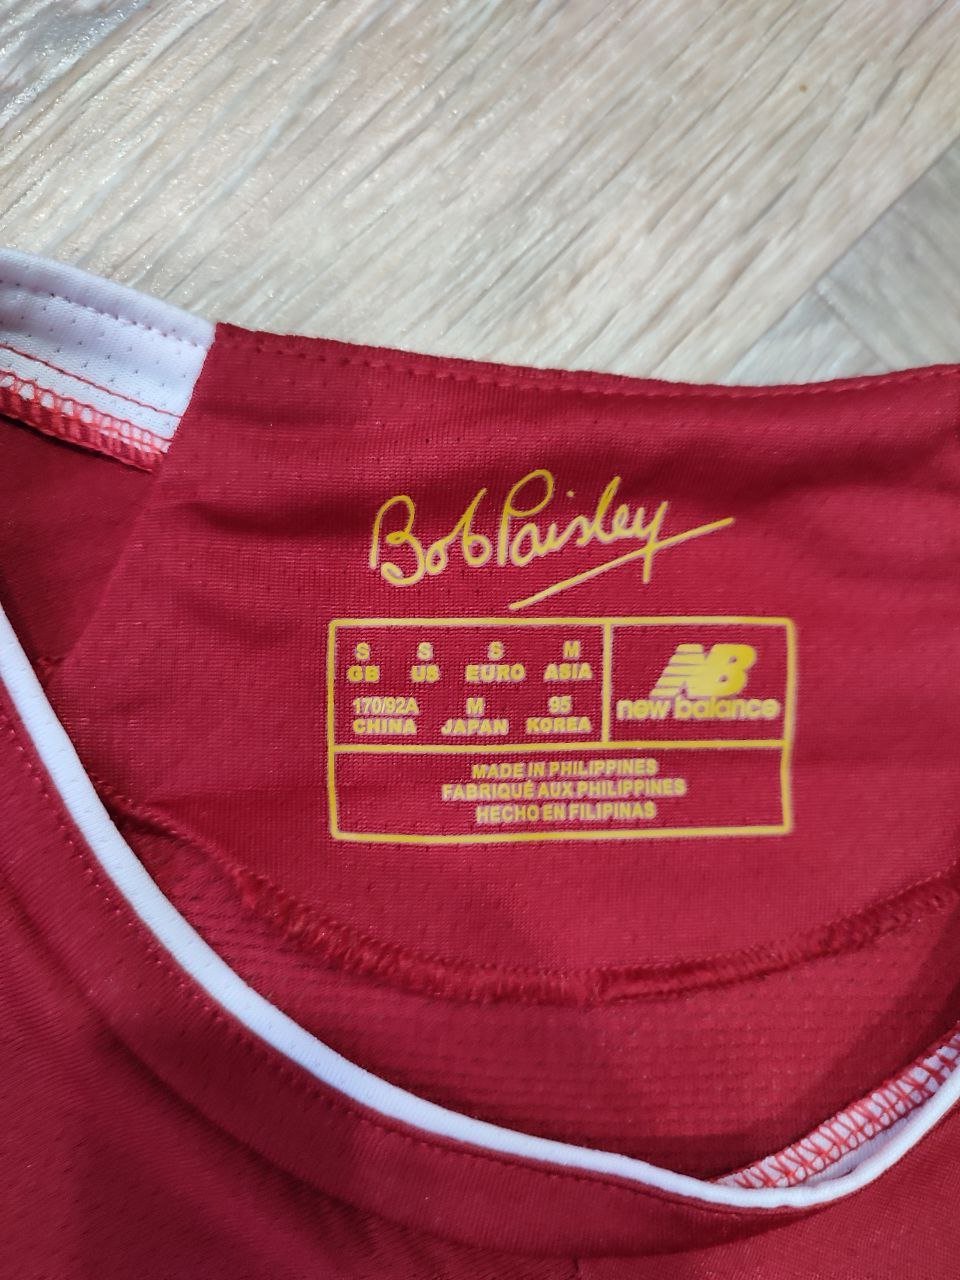 Bob Paisley
S S S M
GB US EURO ASIA
170/92A M 95
CHINA JAPAN KOREA
NB
new balance
MADE IN PHILIPPINES
FABRIQUÉ AUX PHILIPPINES
HECHO EN FILIPINAS